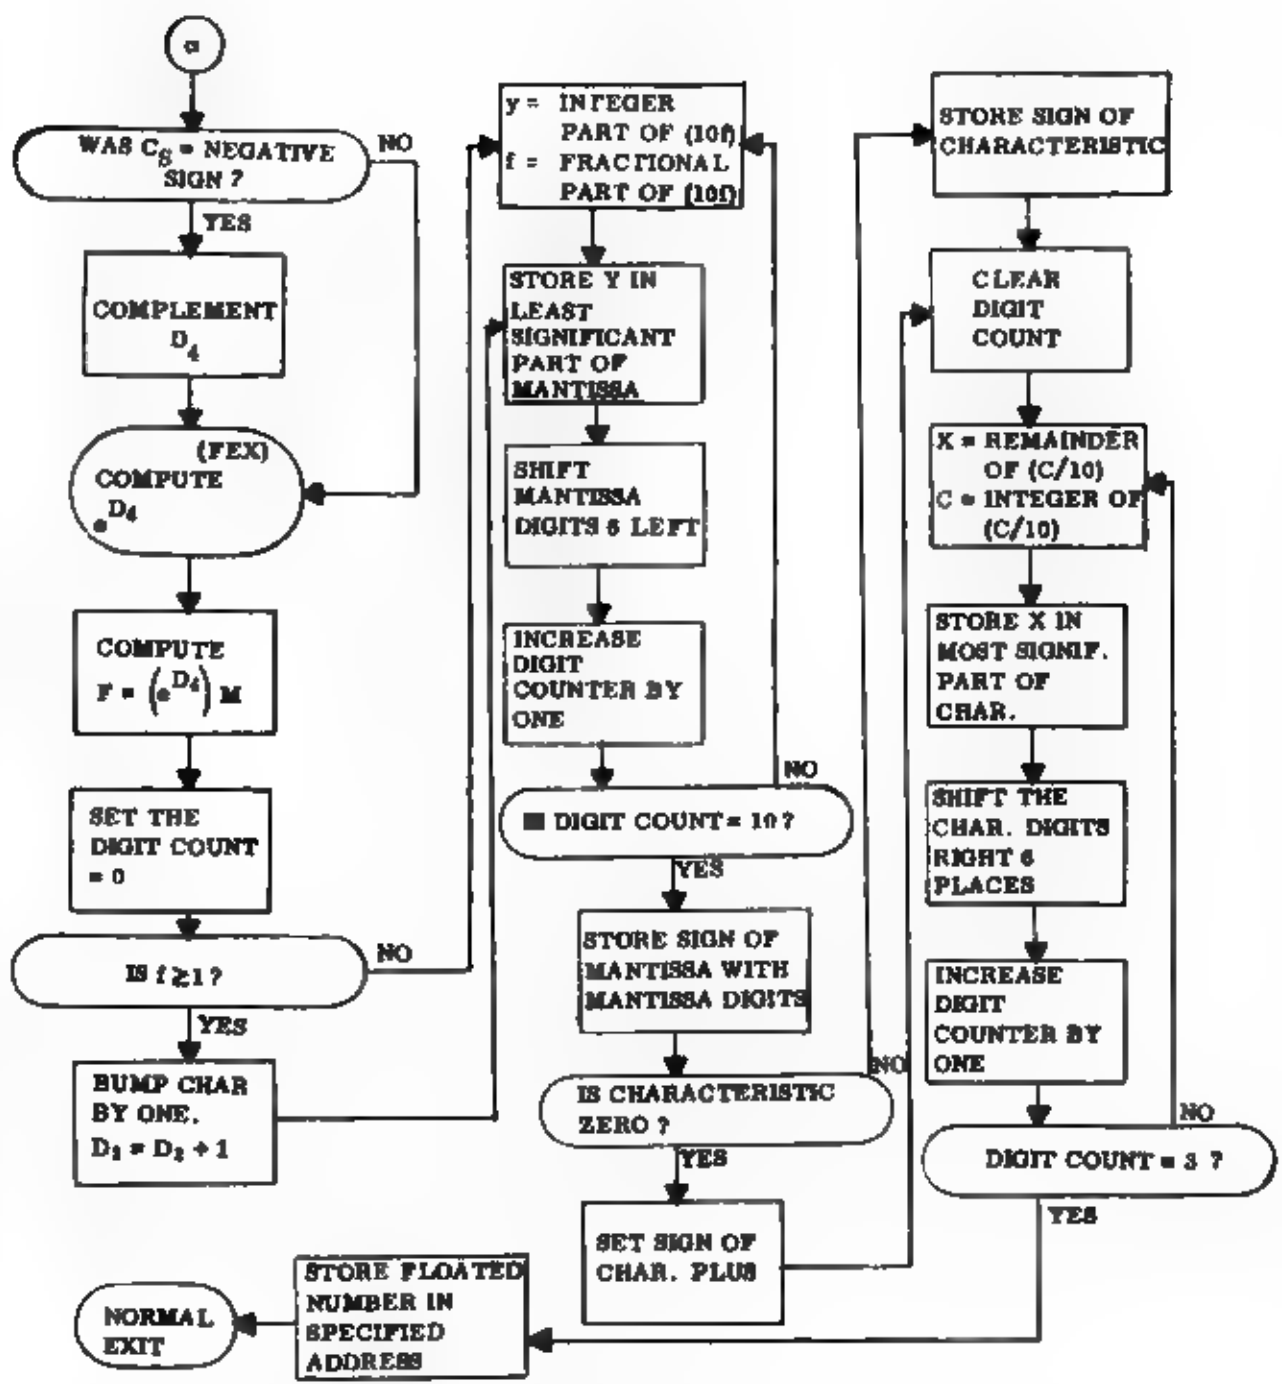 α
WAS C_S = NEGATIVE
SIGN ?
NO
YES
COMPLEMENT
D_4
(FEX)
COMPUTE
e^D4
COMPUTE
F = (e^D4) M
SET THE
DIGIT COUNT
= 0
IS f ≥ 1 ?
NO
YES
BUMP CHAR
BY ONE.
D_2 = D_2 + 1
y = INTEGER
PART OF (10f)
f = FRACTIONAL
PART OF (10f)
STORE Y IN
LEAST
SIGNIFICANT
PART OF
MANTISSA
SHIFT
MANTISSA
DIGITS 6 LEFT
INCREASE
DIGIT
COUNTER BY
ONE
NO
DIGIT COUNT = 10 ?
YES
STORE SIGN OF
MANTISSA WITH
MANTISSA DIGITS
NO
IS CHARACTERISTIC
ZERO ?
YES
SET SIGN OF
CHAR. PLUS
STORE SIGN OF
CHARACTERISTIC
CLEAR
DIGIT
COUNT
X = REMAINDER
OF (C/10)
C = INTEGER OF
(C/10)
STORE X IN
MOST SIGNIF.
PART OF
CHAR.
SHIFT THE
CHAR. DIGITS
RIGHT 6
PLACES
INCREASE
DIGIT
COUNTER BY
ONE
NO
DIGIT COUNT = 3 ?
YES
STORE FLOATED
NUMBER IN
SPECIFIED
ADDRESS
NORMAL
EXIT